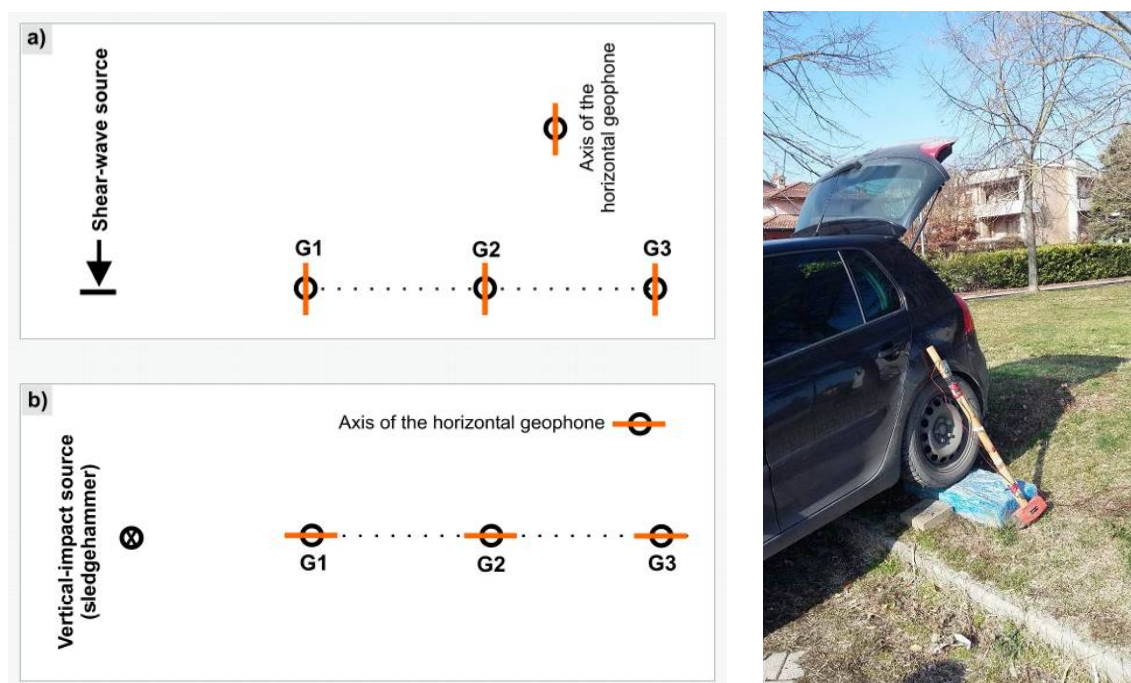 a)
Shear-wave source
Axis of the
horizontal geophone
G1
G2
G3
b)
Axis of the horizontal geophone
Vertical-impact source
(sledgehammer)
G1
G2
G3